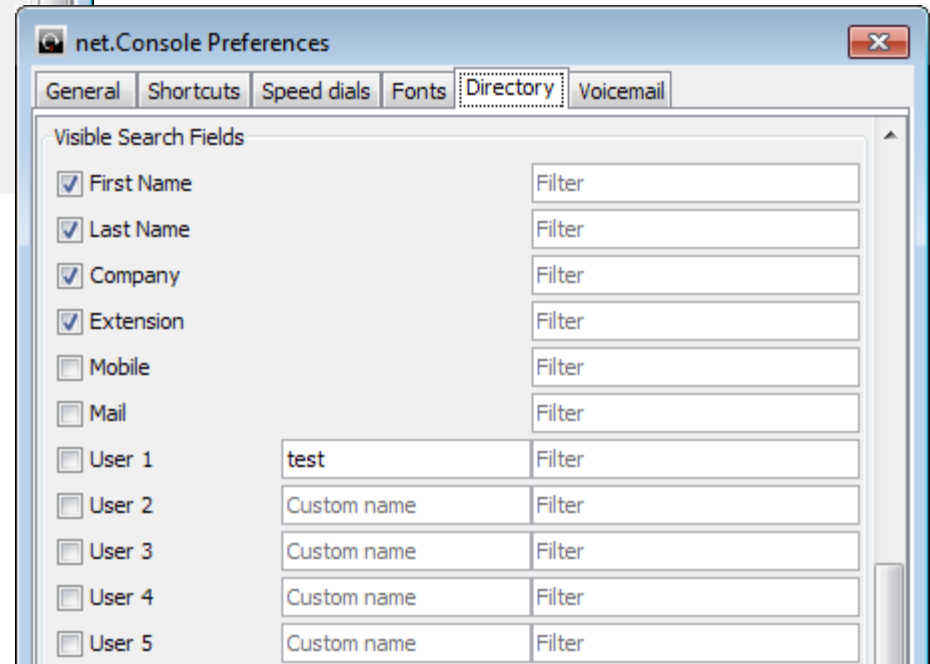 net.Console Preferences
General Shortcuts Speed dials Fonts Directory Voicemail
Visible Search Fields
First Name Filter
Last Name Filter
Company Filter
Extension Filter
Mobile Filter
Mail Filter
User 1 test Filter
User 2 Custom name Filter
User 3 Custom name Filter
User 4 Custom name Filter
User 5 Custom name Filter